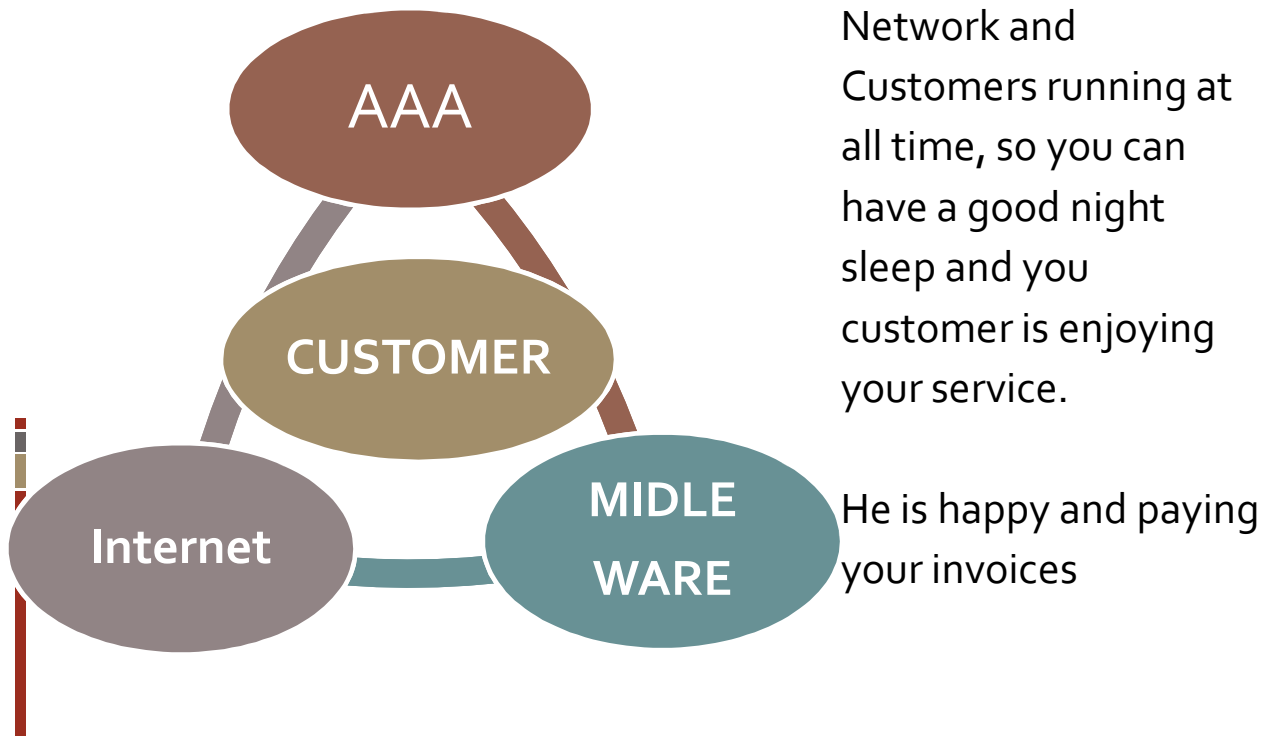 AAA
CUSTOMER
Internet
MIDLE
WARE
Network and
Customers running at
all time, so you can
have a good night
sleep and you
customer is enjoying
your service.
He is happy and paying
your invoices